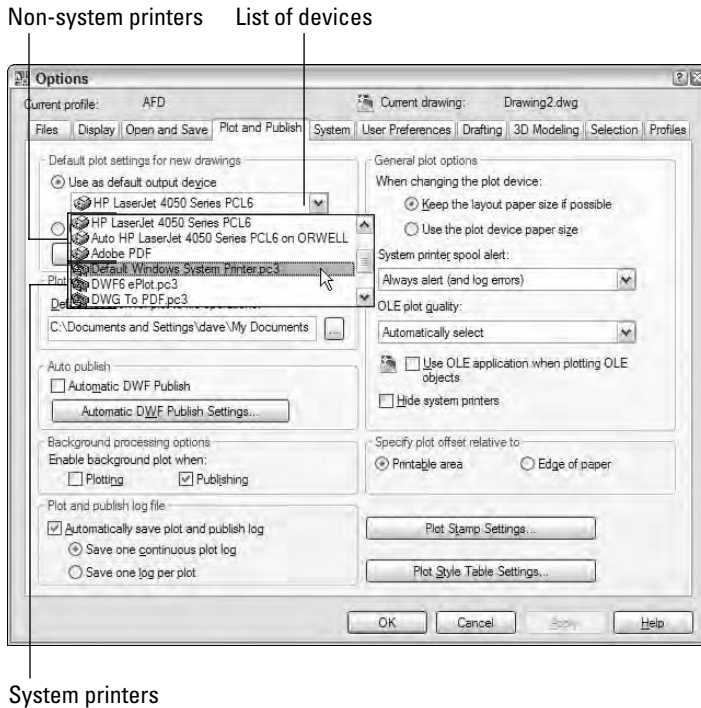 Non-system printers List of devices
Options
Current profile: AFD Current drawing: Drawing2.dwg
Files Display Open and Save Plot and Publish System User Preferences Drafting 3D Modeling Selection Profiles
Default plot settings for new drawings
Use as default output device
HP LaserJet 4050 Series PCL6
HP LaserJet 4050 Series PCL6
Auto HP LaserJet 4050 Series PCL6 on ORWELL
Adobe PDF
Default Windows System Printer.pc3
DWF6 ePlot.pc3
DWG To PDF.pc3
Plot
C:\Documents and Settings\dave\My Documents ...
Auto publish
Automatic DWF Publish
Automatic DWF Publish Settings...
Background processing options
Enable background plot when:
Plotting Publishing
Plot and publish log file
Automatically save plot and publish log
Save one continuous plot log
Save one log per plot
General plot options
When changing the plot device:
Keep the layout paper size if possible
Use the plot device paper size
System printer spool alert:
Always alert (and log errors)
OLE plot quality:
Automatically select
Use OLE application when plotting OLE
objects
Hide system printers
Specify plot offset relative to
Printable area Edge of paper
Plot Stamp Settings...
Plot Style Table Settings...
OK Cancel Apply Help
System printers